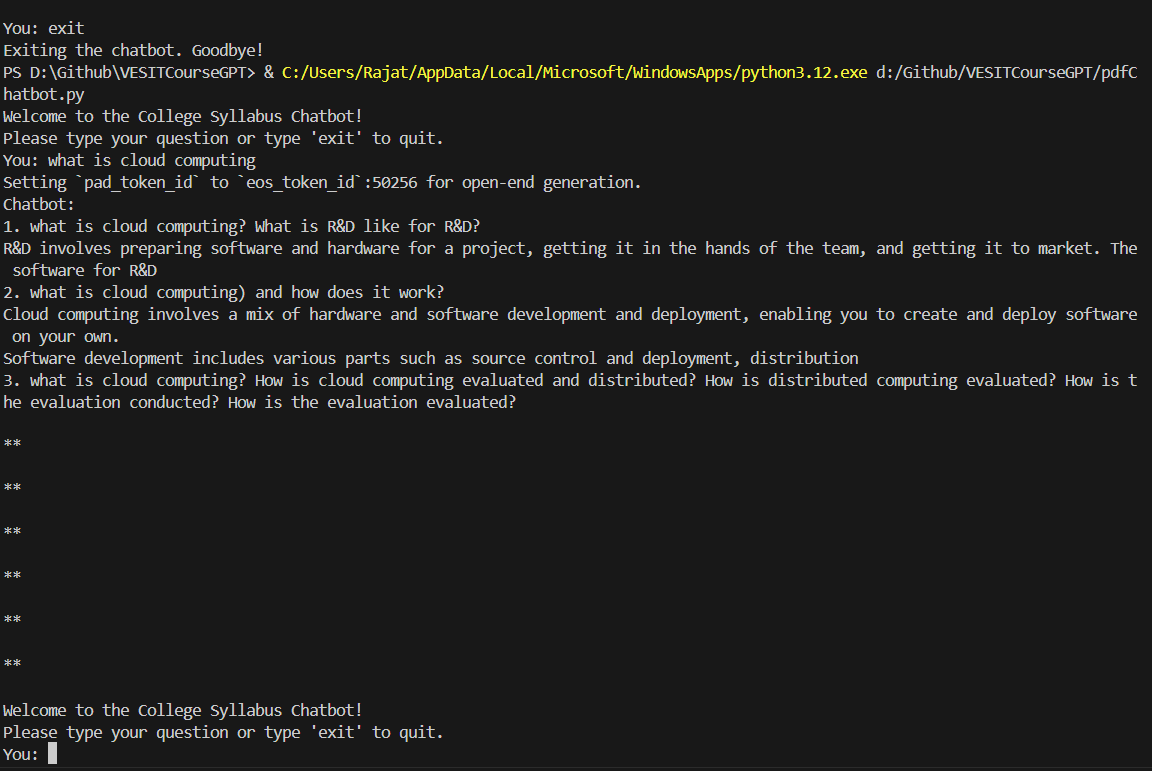 You: exit
Exiting the chatbot. Goodbye!
PS D:\Github\VESITCourseGPT> & C:/Users/Rajat/AppData/Local/Microsoft/WindowsApps/python3.12.exe d:/Github/VESITCourseGPT/pdfC
hatbot.py
Welcome to the College Syllabus Chatbot!
Please type your question or type 'exit' to quit.
You: what is cloud computing
Setting `pad_token_id` to `eos_token_id`:50256 for open-end generation.
Chatbot:
1. what is cloud computing? What is R&D like for R&D?
R&D involves preparing software and hardware for a project, getting it in the hands of the team, and getting it to market. The
 software for R&D
2. what is cloud computing) and how does it work?
Cloud computing involves a mix of hardware and software development and deployment, enabling you to create and deploy software
 on your own.
Software development includes various parts such as source control and deployment, distribution
3. what is cloud computing? How is cloud computing evaluated and distributed? How is distributed computing evaluated? How is t
he evaluation conducted? How is the evaluation evaluated?
**
**
**
**
**
**
Welcome to the College Syllabus Chatbot!
Please type your question or type 'exit' to quit.
You: